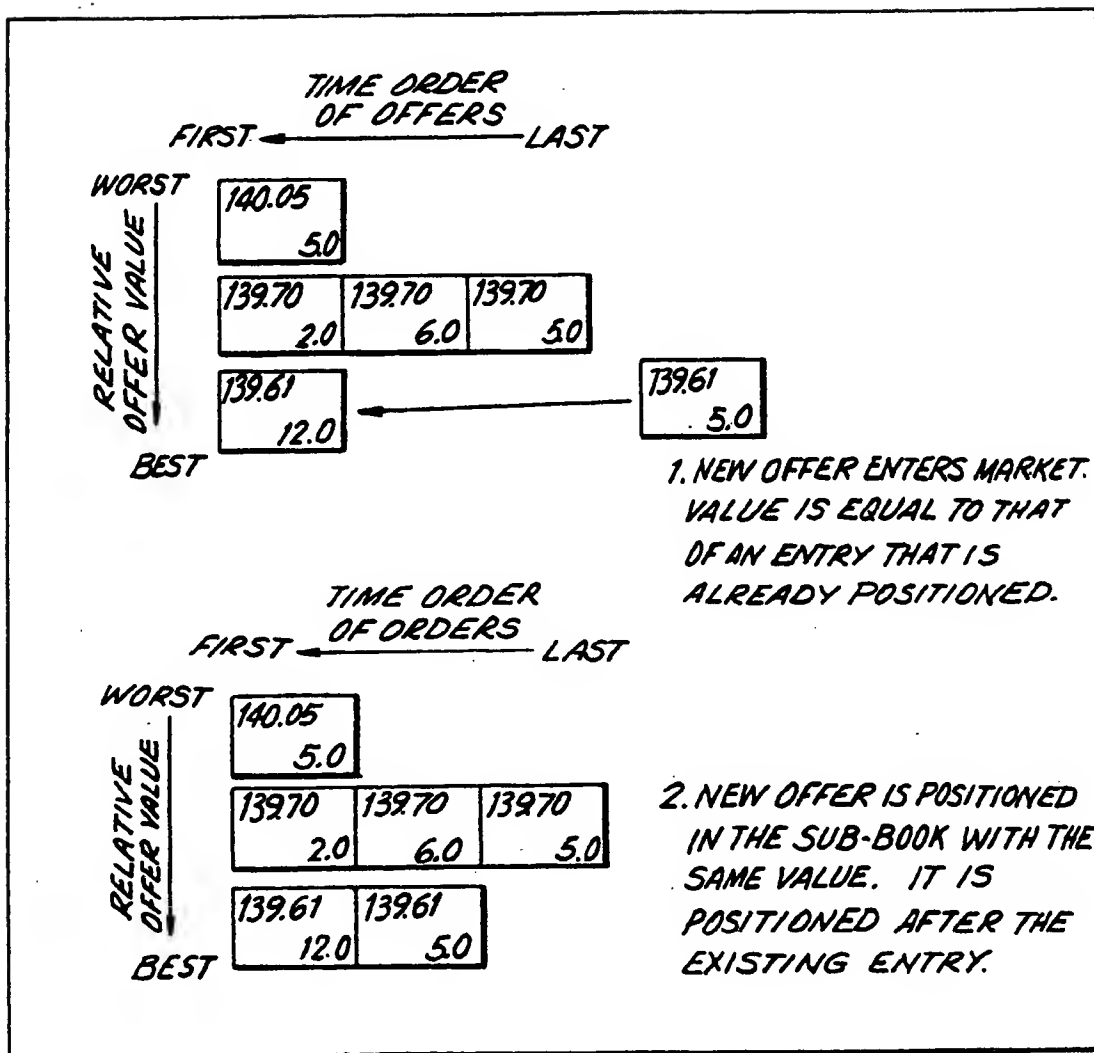 TIME ORDER
OF OFFERS
FIRST LAST
WORST
RELATIVE
OFFER VALUE
BEST
140.05
5.0
139.70 139.70 139.70
2.0 6.0 5.0
139.61 139.61
12.0 5.0
1. NEW OFFER ENTERS MARKET.
VALUE IS EQUAL TO THAT
OF AN ENTRY THAT IS
ALREADY POSITIONED.
TIME ORDER
OF ORDERS
FIRST LAST
WORST
RELATIVE
OFFER VALUE
BEST
140.05
5.0
139.70 139.70 139.70
2.0 6.0 5.0
139.61 139.61
12.0 5.0
2. NEW OFFER IS POSITIONED
IN THE SUB-BOOK WITH THE
SAME VALUE. IT IS
POSITIONED AFTER THE
EXISTING ENTRY.